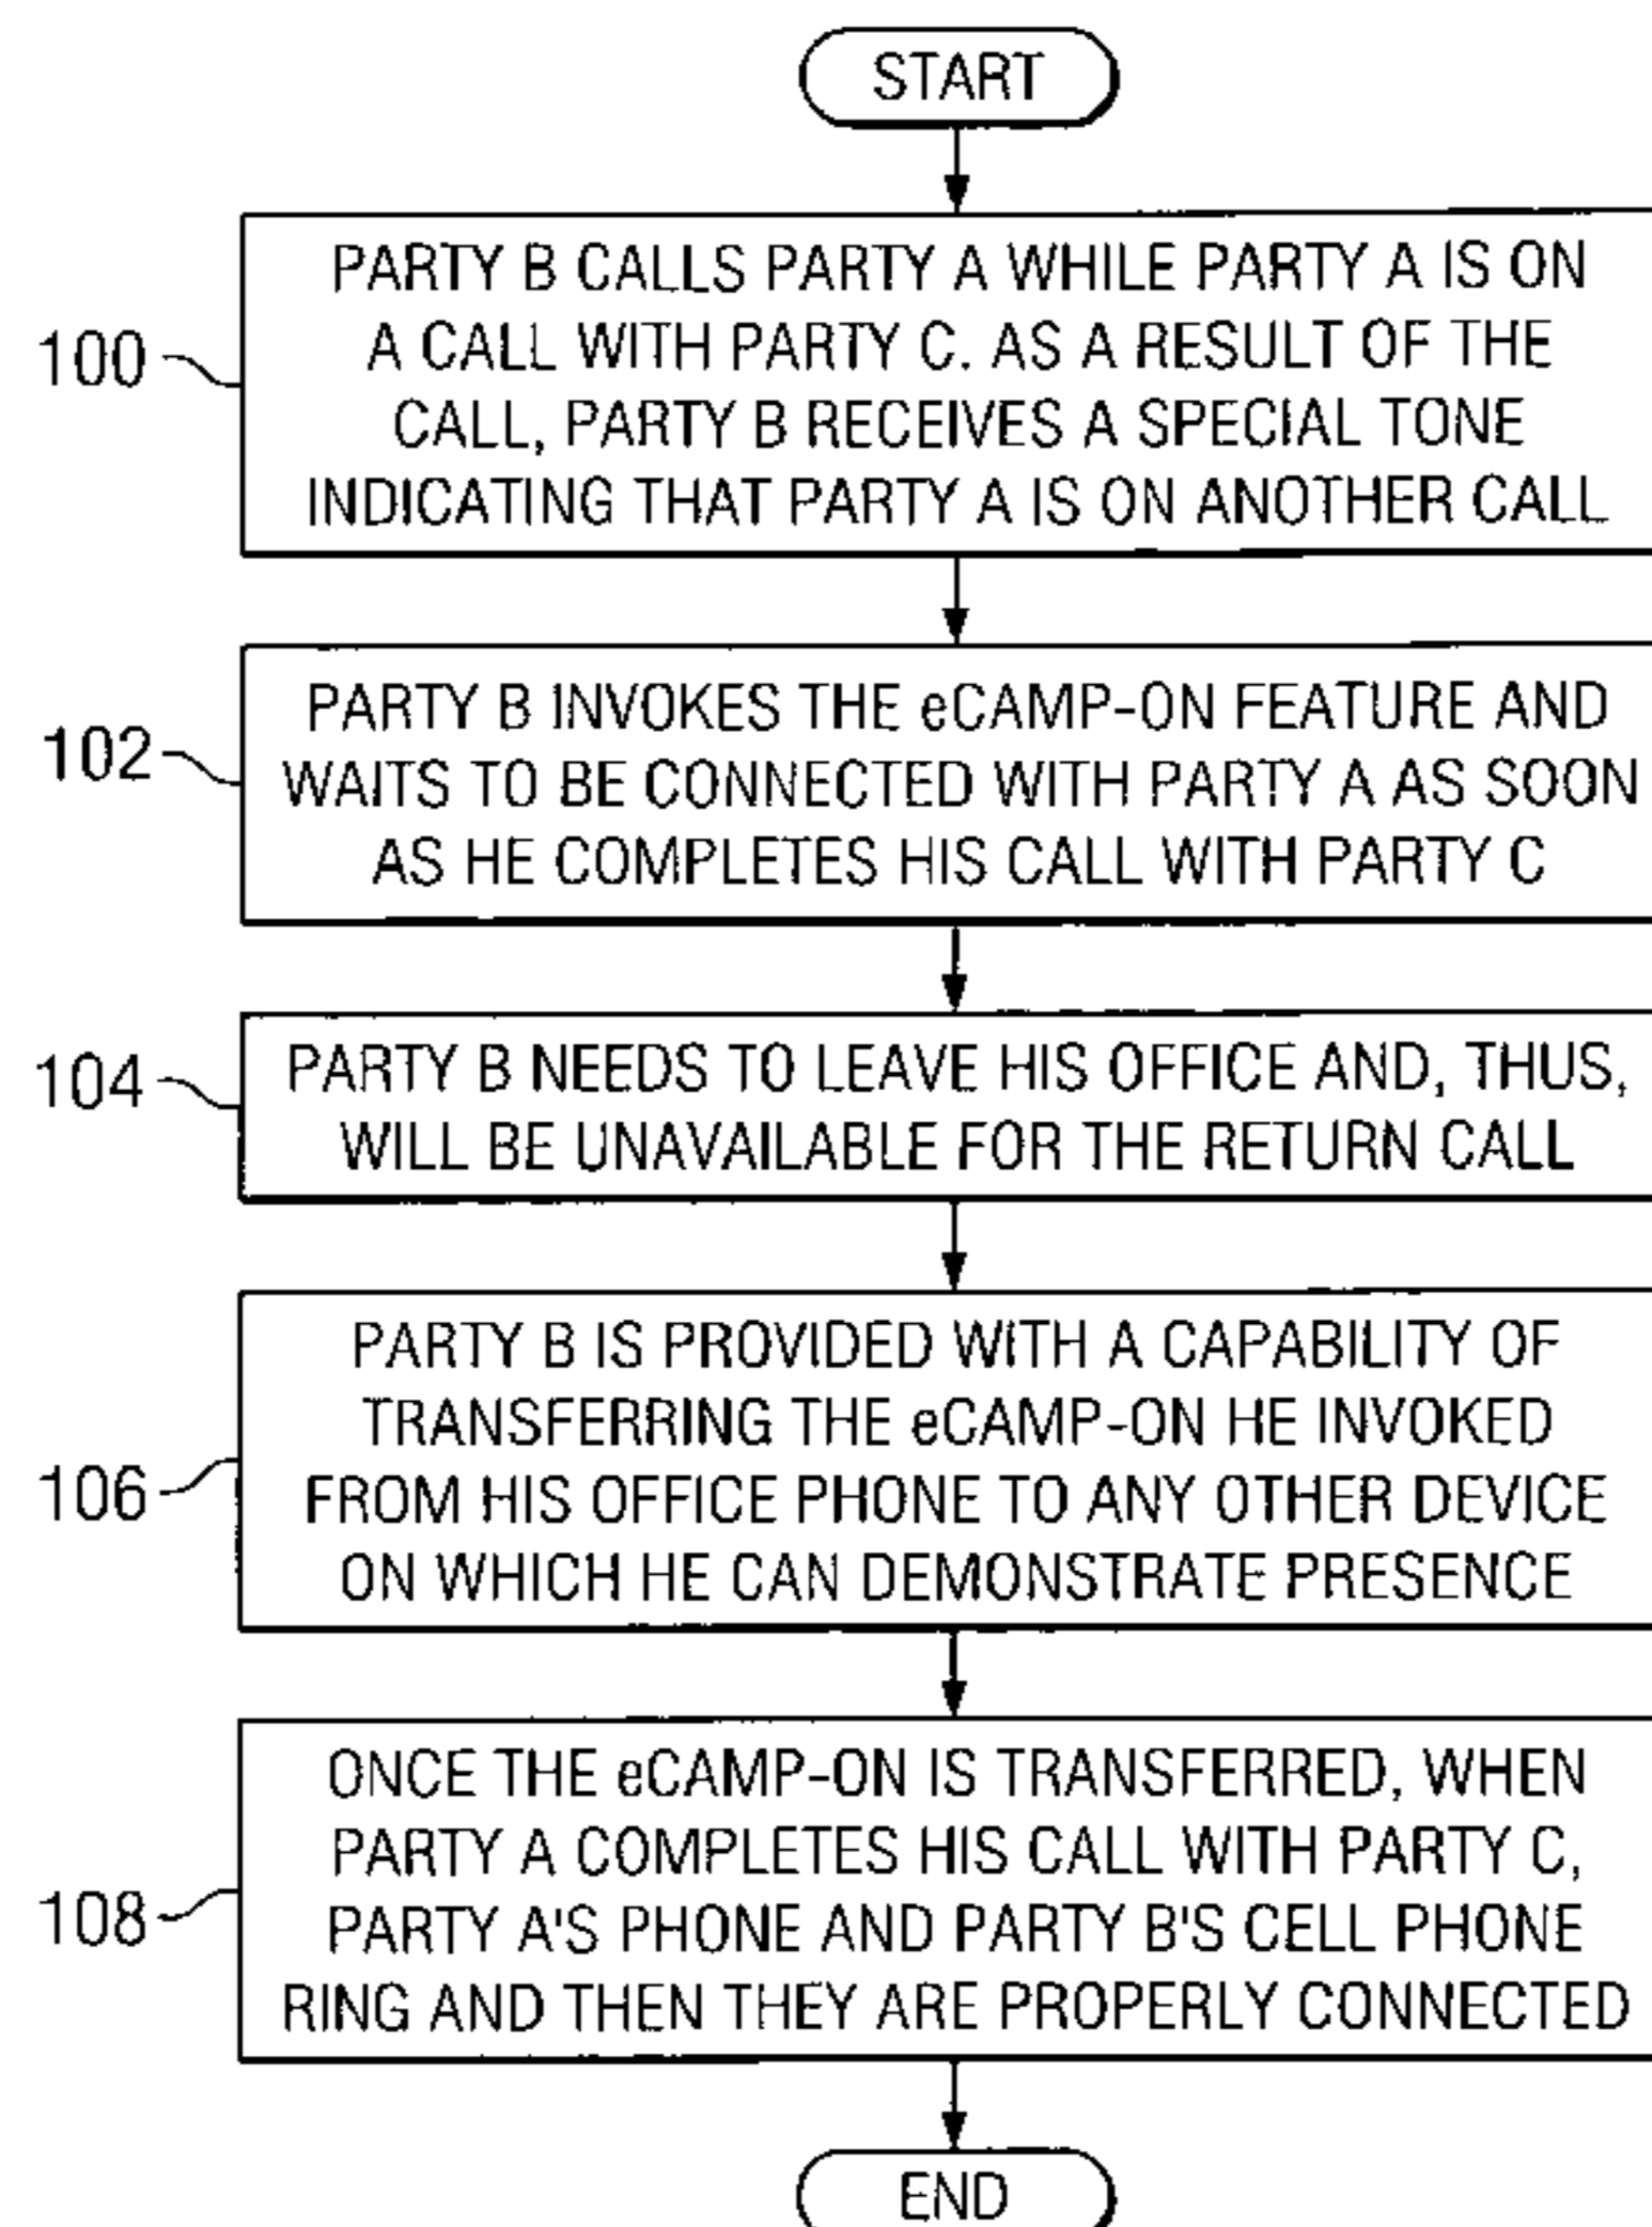 START
PARTY B CALLS PARTY A WHILE PARTY A IS ON
A CALL WITH PARTY C. AS A RESULT OF THE
CALL, PARTY B RECEIVES A SPECIAL TONE
INDICATING THAT PARTY A IS ON ANOTHER CALL
100
PARTY B INVOKES THE eCAMP-ON FEATURE AND
WAITS TO BE CONNECTED WITH PARTY A AS SOON
AS HE COMPLETES HIS CALL WITH PARTY C
102
PARTY B NEEDS TO LEAVE HIS OFFICE AND, THUS,
WILL BE UNAVAILABLE FOR THE RETURN CALL
104
PARTY B IS PROVIDED WITH A CAPABILITY OF
TRANSFERRING THE eCAMP-ON HE INVOKED
FROM HIS OFFICE PHONE TO ANY OTHER DEVICE
ON WHICH HE CAN DEMONSTRATE PRESENCE
106
ONCE THE eCAMP-ON IS TRANSFERRED, WHEN
PARTY A COMPLETES HIS CALL WITH PARTY C,
PARTY A'S PHONE AND PARTY B'S CELL PHONE
RING AND THEN THEY ARE PROPERLY CONNECTED
108
END